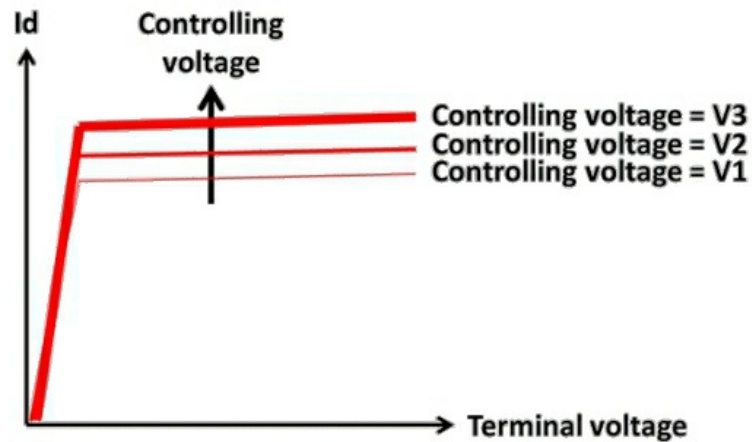 Id
Controlling
voltage
Controlling voltage = V3
Controlling voltage = V2
Controlling voltage = V1
Terminal voltage